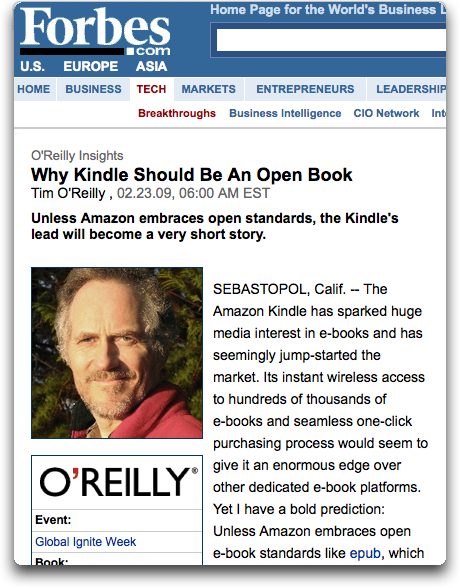 Forbes
.com
Home Page for the World's Business
U.S. EUROPE ASIA
HOME BUSINESS TECH MARKETS ENTREPRENEURS LEADERSHIP
Breakthroughs Business Intelligence CIO Network
O'Reilly Insights
Why Kindle Should Be An Open Book
Tim O'Reilly , 02.23.09, 06:00 AM EST
Unless Amazon embraces open standards, the Kindle's
lead will become a very short story.
SEBASTOPOL, Calif. -- The
Amazon Kindle has sparked huge
media interest in e-books and has
seemingly jump-started the
market. Its instant wireless access
to hundreds of thousands of
e-books and seamless one-click
purchasing process would seem to
give it an enormous edge over
other dedicated e-book platforms.
Yet I have a bold prediction:
Unless Amazon embraces open
e-book standards like epub, which
O'REILLY®
Event:
Global Ignite Week
Book: